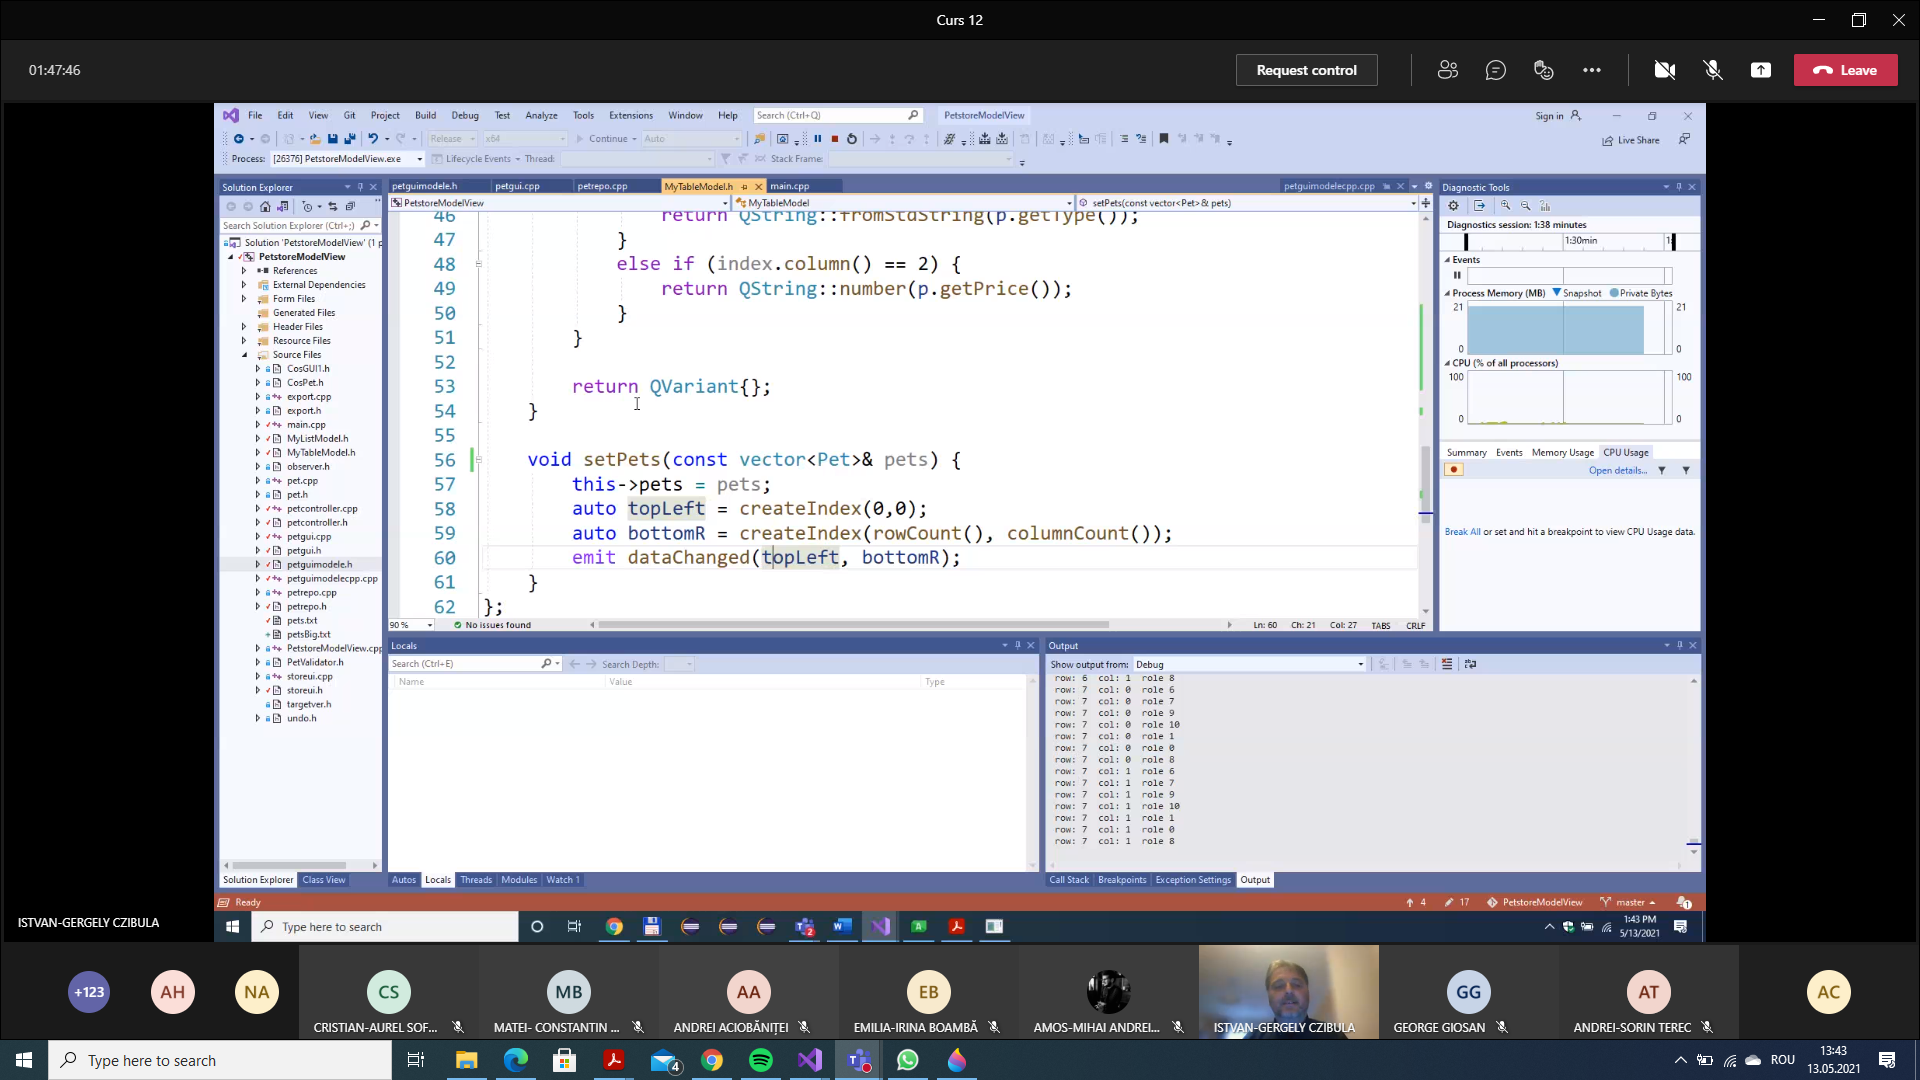 Curs 12
01:47:46
Request control
Leave
File Edit View Git Project Build Debug Test Analyze Tools Extensions Window Help Search (Ctrl+Q) PetstoreModelView Sign in
Release x64 Continue Auto Live Share
Process: [26376] PetstoreModelView.exe Lifecycle Events Thread: Stack Frame:
Solution Explorer
Search Solution Explorer (Ctrl+;)
Solution 'PetstoreModelView' (1 p
PetstoreModelView
References
External Dependencies
Form Files
Generated Files
Header Files
Resource Files
Source Files
CosGUI1.h
CosPet.h
export.cpp
export.h
main.cpp
MyListModel.h
MyTableModel.h
observer.h
pet.cpp
pet.h
petcontroller.cpp
petcontroller.h
petgui.cpp
petgui.h
petguimodele.h
petguimodelecpp.cpp
petrepo.cpp
petrepo.h
pets.txt
petsBig.txt
PetstoreModelView.cpp
PetValidator.h
storeui.cpp
storeui.h
targetver.h
undo.h
Solution Explorer Class View
petguimodele.h petgui.cpp petrepo.cpp MyTableModel.h main.cpp petguimodelecpp.cpp
PetstoreModelView MyTableModel setPets(const vector<Pet>& pets)
46 return QString::fromStdString(p.getType());
47 }
48 else if (index.column() == 2) {
49 return QString::number(p.getPrice());
50 }
51 }
52
53 return QVariant{};
54 }
55
56 void setPets(const vector<Pet>& pets) {
57 this->pets = pets;
58 auto topLeft = createIndex(0,0);
59 auto bottomR = createIndex(rowCount(), columnCount());
60 emit dataChanged(topLeft, bottomR);
61 }
62 };
90 % No issues found Ln: 60 Ch: 21 Col: 27 TABS CRLF
Locals
Search (Ctrl+E) Search Depth:
Name Value Type
Autos Locals Threads Modules Watch 1
Output
Show output from: Debug
row: 6 col: 1 role 8
row: 7 col: 0 role 6
row: 7 col: 0 role 7
row: 7 col: 0 role 9
row: 7 col: 0 role 10
row: 7 col: 0 role 1
row: 7 col: 0 role 0
row: 7 col: 0 role 8
row: 7 col: 1 role 6
row: 7 col: 1 role 7
row: 7 col: 1 role 9
row: 7 col: 1 role 10
row: 7 col: 1 role 1
row: 7 col: 1 role 0
row: 7 col: 1 role 8
Call Stack Breakpoints Exception Settings Output
Diagnostic Tools
Diagnostics session: 1:38 minutes
1:30min
Events
Process Memory (MB) Snapshot Private Bytes
21 21
0 0
CPU (% of all processors)
100 100
0 0
Summary Events Memory Usage CPU Usage
Open details...
Break All or set and hit a breakpoint to view CPU Usage data.
Ready 4 17 PetstoreModelView master 1
Type here to search 1:43 PM
5/13/2021
ISTVAN-GERGELY CZIBULA
+123 AH NA CS MB AA EB GG AT AC
CRISTIAN-AUREL SOF... MATEI- CONSTANTIN ... ANDREI ACIOBĂNIȚEI EMILIA-IRINA BOAMBĂ AMOS-MIHAI ANDREI... ISTVAN-GERGELY CZIBULA GEORGE GIOSAN ANDREI-SORIN TEREC
Type here to search 4 ROU 13:43
13.05.2021